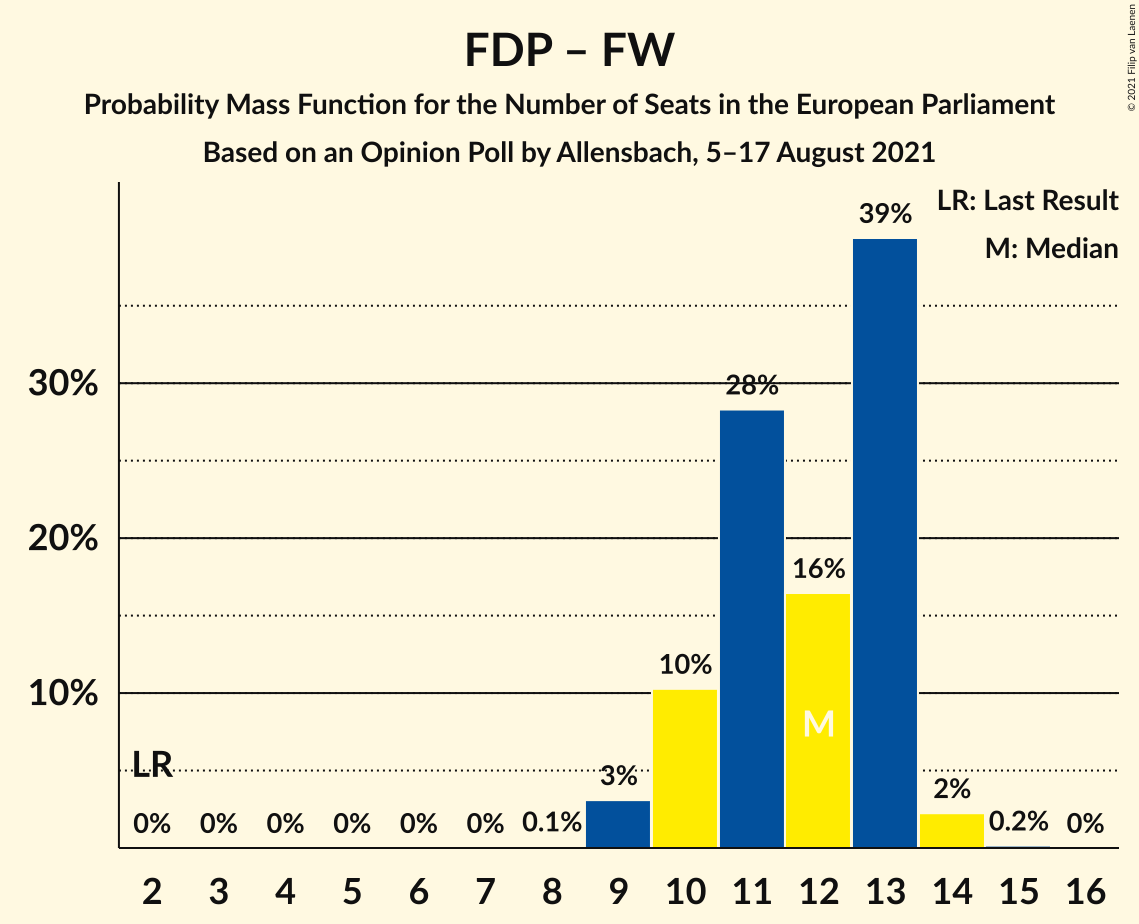 FDP – FW
Probability Mass Function for the Number of Seats in the European Parliament
Based on an Opinion Poll by Allensbach, 5–17 August 2021
© 2021 Filip van Laenen
LR: Last Result
M: Median
39%
30%
28%
20%
16%
10%
10%
M
LR
3%
2%
0% 0% 0% 0% 0% 0% 0.1% 0.2% 0%
2 3 4 5 6 7 8 9 10 11 12 13 14 15 16